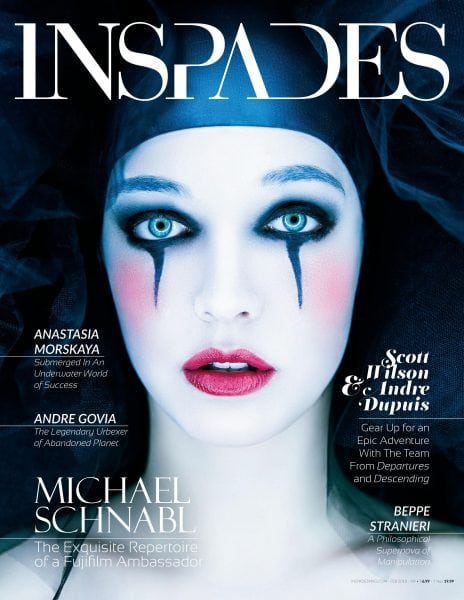 INSPADES
ANASTASIA
MORSKAYA
Submerged In An
Underwater World
of Success
ANDRE GOVIA
The Legendary Urbexer
of Abandoned Planet
MICHAEL
SCHNABL
The Exquisite Repertoire
of a Fujifilm Ambassador
Scott
Wilson
& Andre
Dupuis
Gear Up for an
Epic Adventure
With The Team
From Departures
and Descending
BEPPE
STRANIERI
A Philosophical
Supernova of
Manipulation